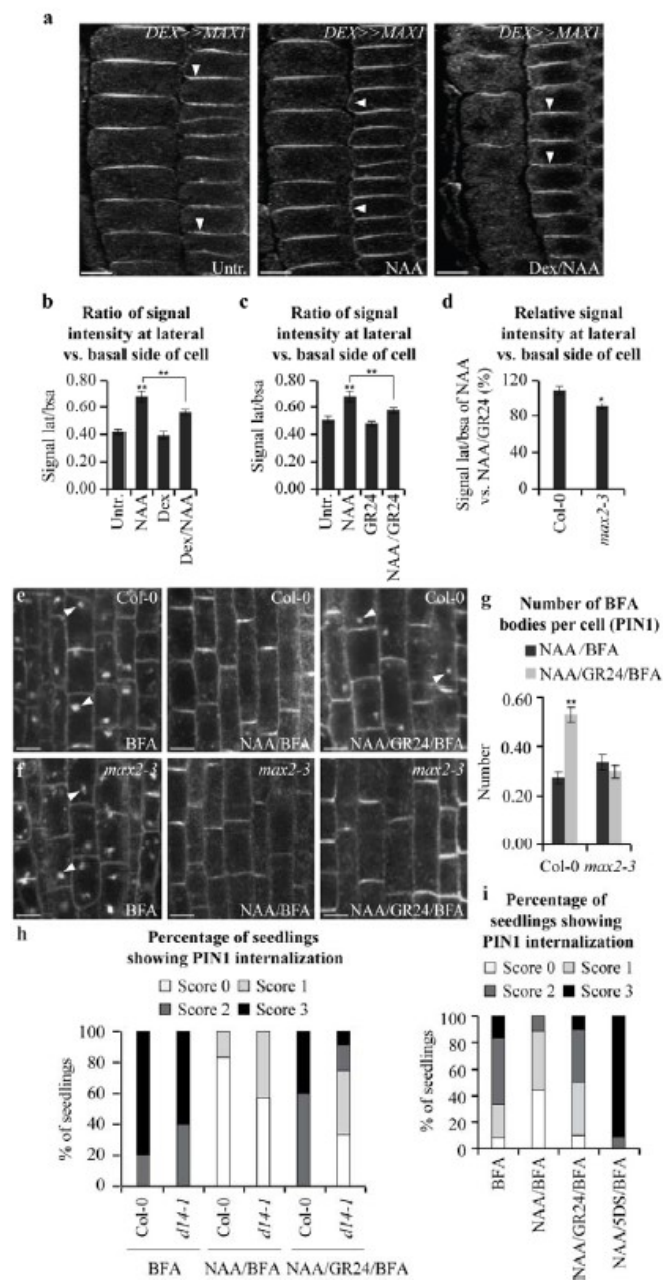 a
DEX>>MAX1
DEX>>MAX1
DEX>>MAX1
Untr.
NAA
Dex/NAA
b
Ratio of signal
intensity at lateral
vs. basal side of cell
Signal lat/bsa
0.80
0.60
0.40
0.20
0.00
**
**
Untr.
NAA
Dex
Dex/NAA
c
Ratio of signal
intensity at lateral
vs. basal side of cell
Signal lat/bsa
0.80
0.60
0.40
0.20
0.00
**
**
Untr.
NAA
GR24
NAA/GR24
d
Relative signal
intensity at lateral
vs. basal side of cell
Signal lat/bsa of NAA
vs. NAA/GR24 (%)
120
80
40
0
*
Col-0
max2-3
e
Col-0
Col-0
Col-0
BFA
NAA/BFA
NAA/GR24/BFA
f
max2-3
max2-3
max2-3
BFA
NAA/BFA
NAA/GR24/BFA
g
Number of BFA
bodies per cell (PIN1)
NAA/BFA
NAA/GR24/BFA
Number
0.60
0.40
0.20
0.00
**
Col-0 max2-3
h
Percentage of seedlings
showing PIN1 internalization
Score 0
Score 1
Score 2
Score 3
% of seedlings
100
80
60
40
20
0
Col-0
d14-1
Col-0
d14-1
Col-0
d14-1
BFA
NAA/BFA
NAA/GR24/BFA
i
Percentage of
seedlings showing
PIN1 internalization
Score 0
Score 1
Score 2
Score 3
% of seedlings
100
80
60
40
20
0
BFA
NAA/BFA
NAA/GR24/BFA
NAA/5DS/BFA